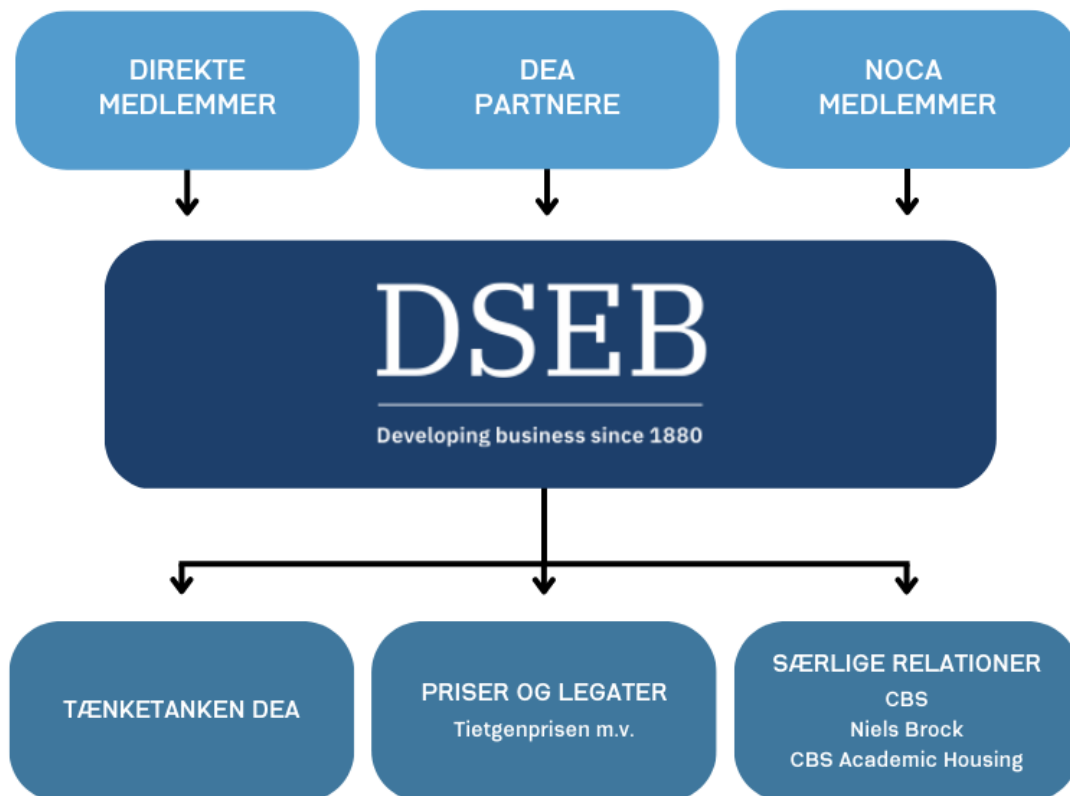 DIREKTE
MEDLEMMER
DEA
PARTNERE
NOCA
MEDLEMMER
DSEB
Developing business since 1880
TÆNKETANKEN DEA
PRISER OG LEGATER
Tietgenprisen m.v.
SÆRLIGE RELATIONER
CBS
Niels Brock
CBS Academic Housing